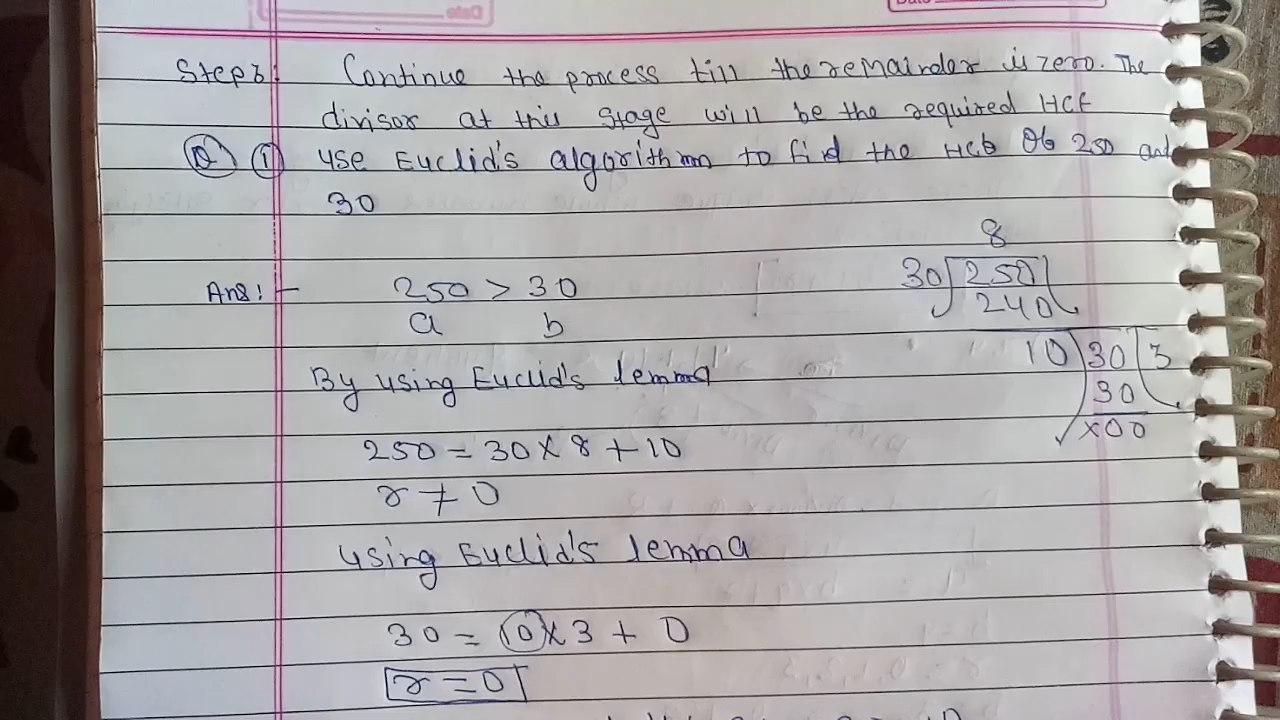 Date
Step 3 Continue the process till the remainder is zero. The
divisor at this stage will be the required HCF
Q (1) Use Euclid's algorithm to find the HCF Of 250 and
30
8
30 250
240
Ans:- 250 > 30
a b
10 30 3
30
x00
By using Euclid's lemma
250 = 30 x 8 + 10
r ≠ 0
Using Euclid's lemma
30 = 10 x 3 + 0
r = 0